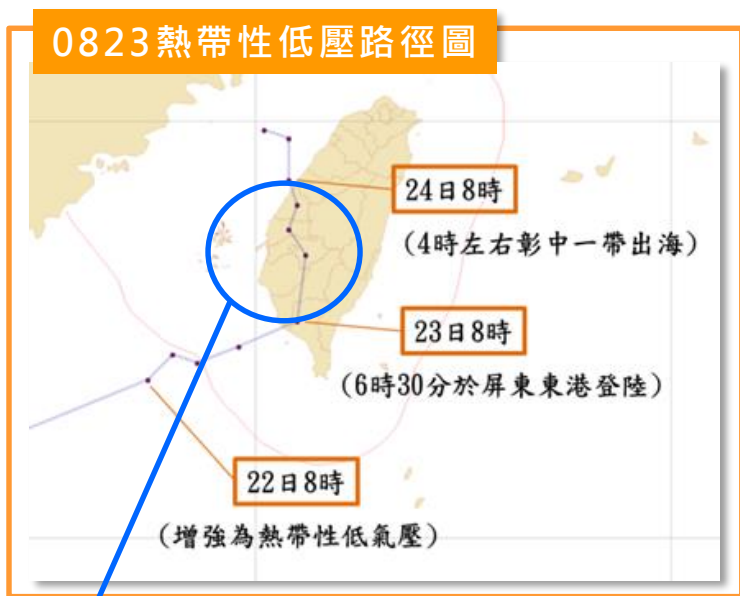 0823熱帶性低壓路徑圖
24日8時
(4時左右彰中一帶出海)
23日8時
(6時30分於屏東東港登陸)
22日8時
(增強為熱帶性低氣壓)